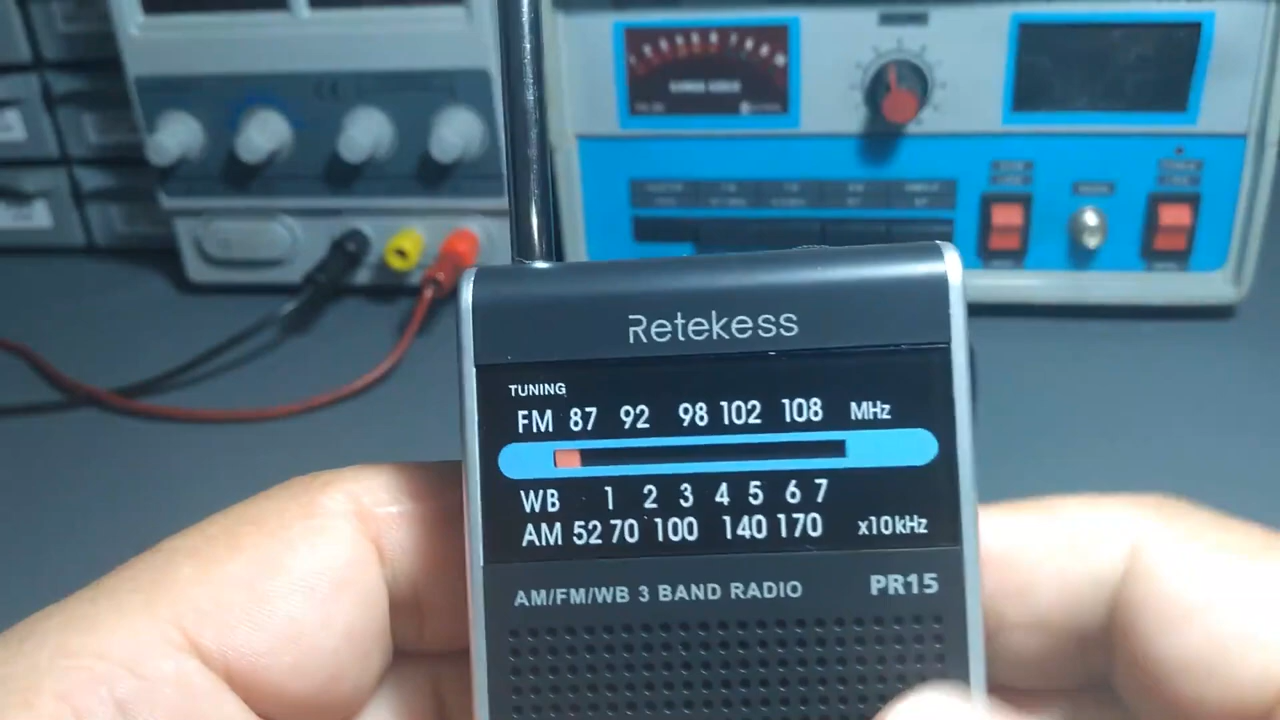 Retekess
TUNING
FM 87 92 98 102 108 MHz
WB 1 2 3 4 5 6 7
AM 52 70 100 140 170 x10kHz
AM/FM/WB 3 BAND RADIO PR15